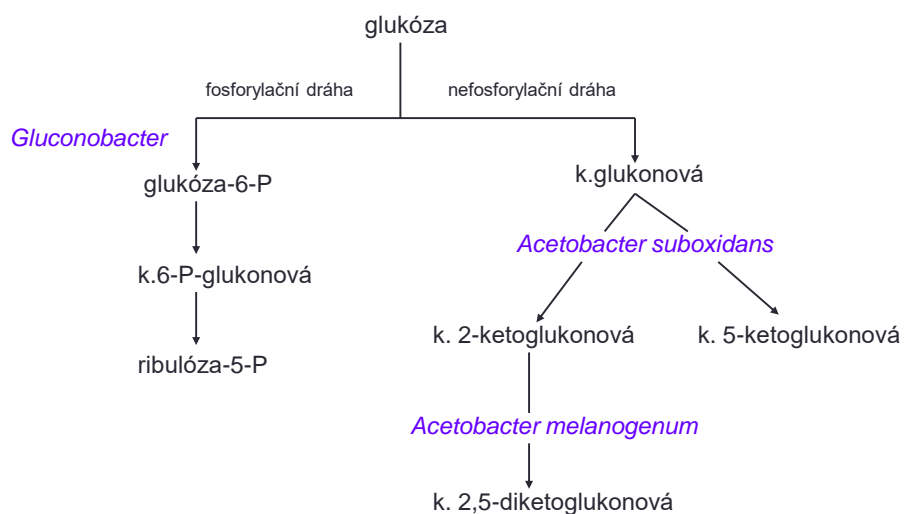 glukóza
fosforylační dráha
nefosforylační dráha
Gluconobacter
glukóza-6-P
k.glukonová
Acetobacter suboxidans
k.6-P-glukonová
k. 2-ketoglukonová
k. 5-ketoglukonová
ribulóza-5-P
Acetobacter melanogenum
k. 2,5-diketoglukonová